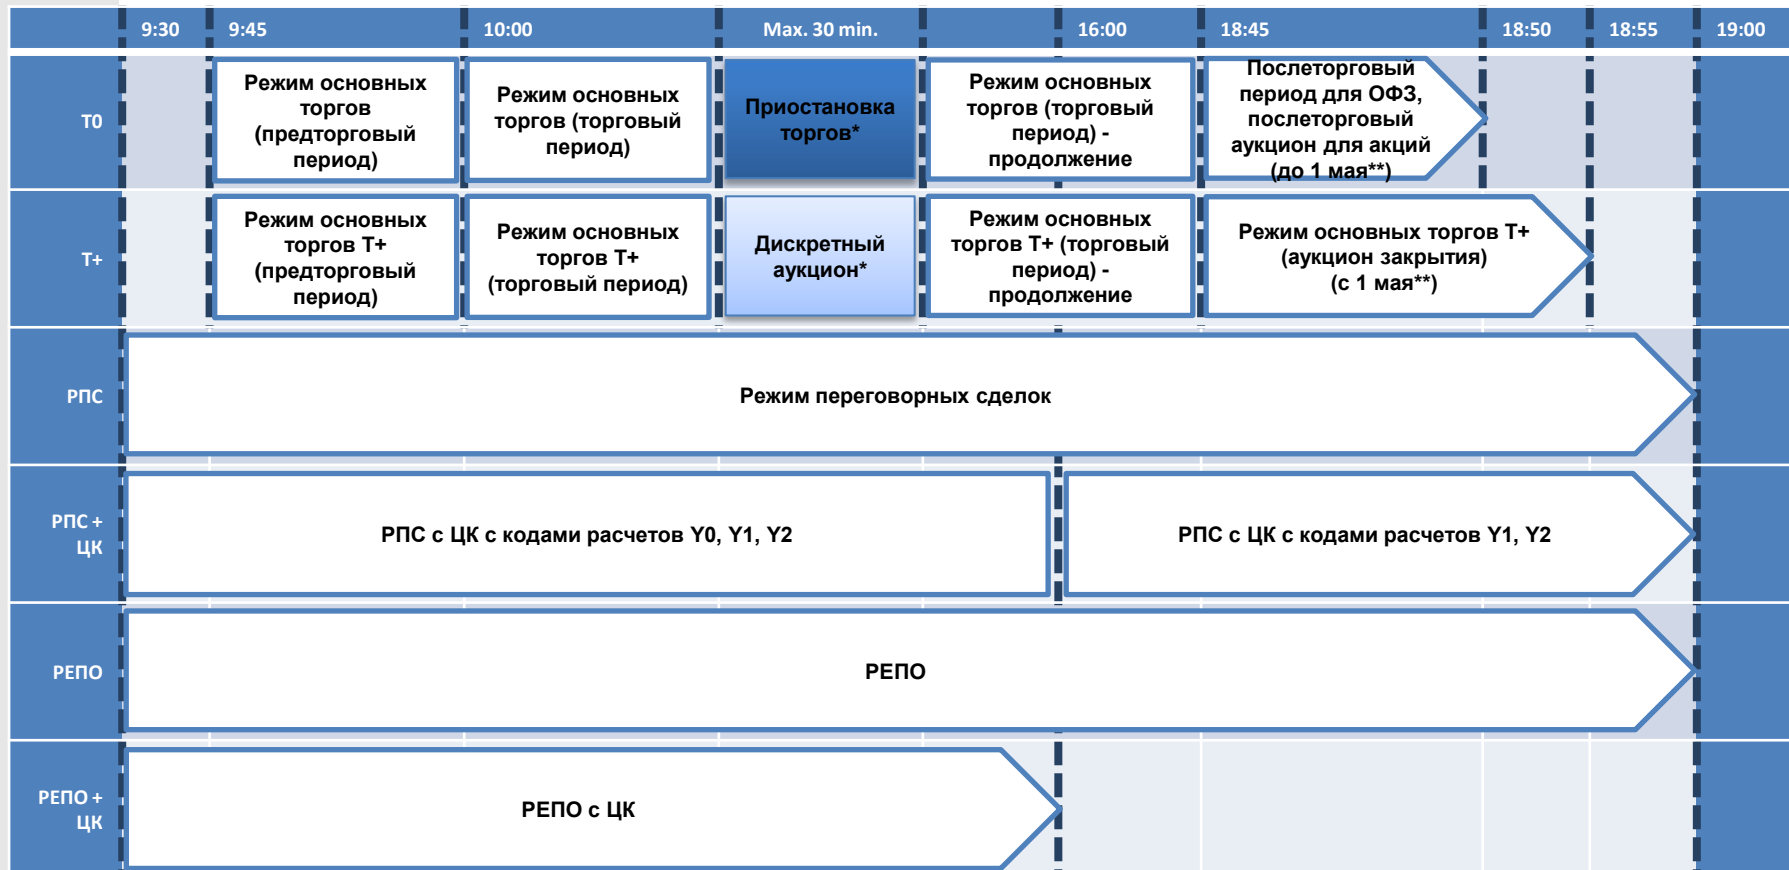 9:30 9:45 10:00 Max. 30 min. 16:00 18:45 18:50 18:55 19:00
T0
Режим основных
торгов
(предторговый
период)
Режим основных
торгов (торговый
период)
Приостановка
торгов*
Режим основных
торгов (торговый
период) -
продолжение
Послеторговый
период для ОФЗ,
послеторговый
аукцион для акций
(до 1 мая**)
T+
Режим основных
торгов Т+
(предторговый
период)
Режим основных
торгов Т+
(торговый период)
Дискретный
аукцион*
Режим основных
торгов Т+ (торговый
период) -
продолжение
Режим основных торгов Т+
(аукцион закрытия)
(с 1 мая**)
РПС
Режим переговорных сделок
РПС +
ЦК
РПС с ЦК с кодами расчетов Y0, Y1, Y2
РПС с ЦК с кодами расчетов Y1, Y2
РЕПО
РЕПО
РЕПО +
ЦК
РЕПО с ЦК